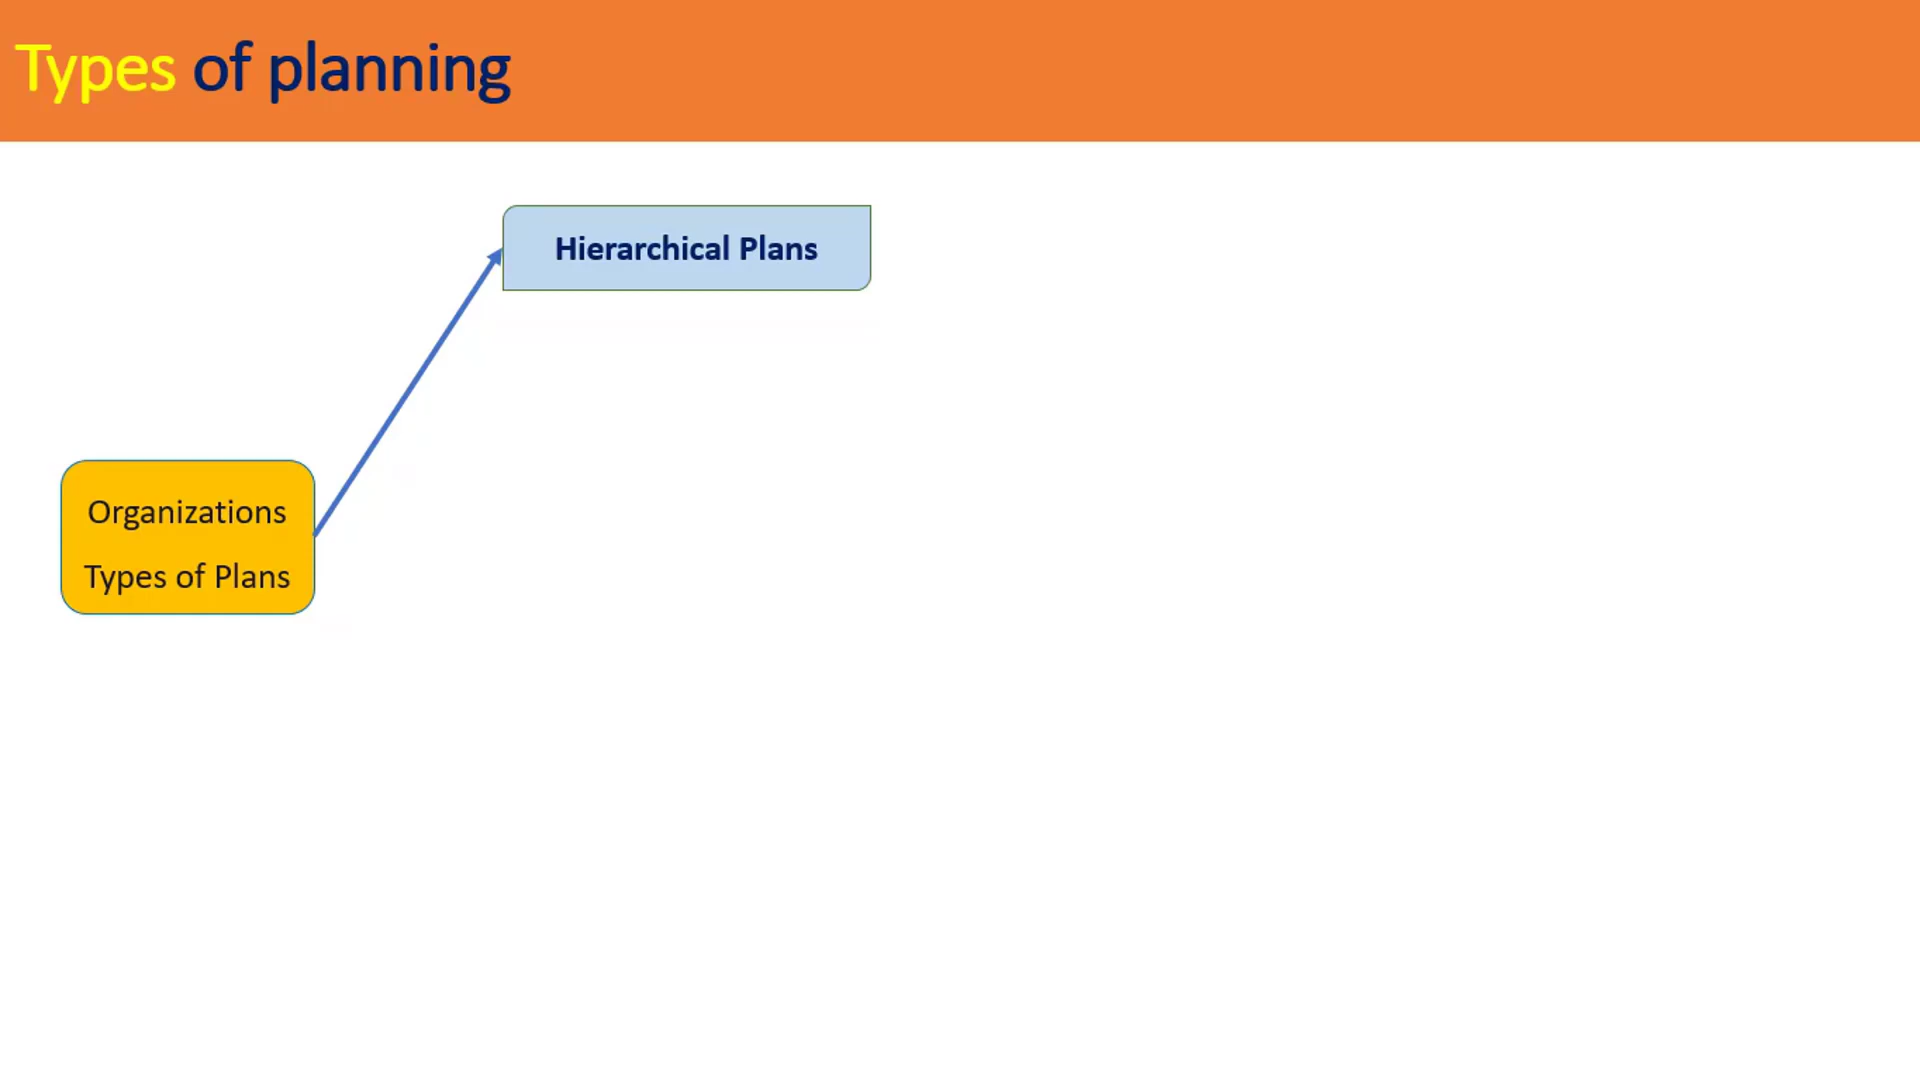 Types of planning
Hierarchical Plans
Organizations
Types of Plans